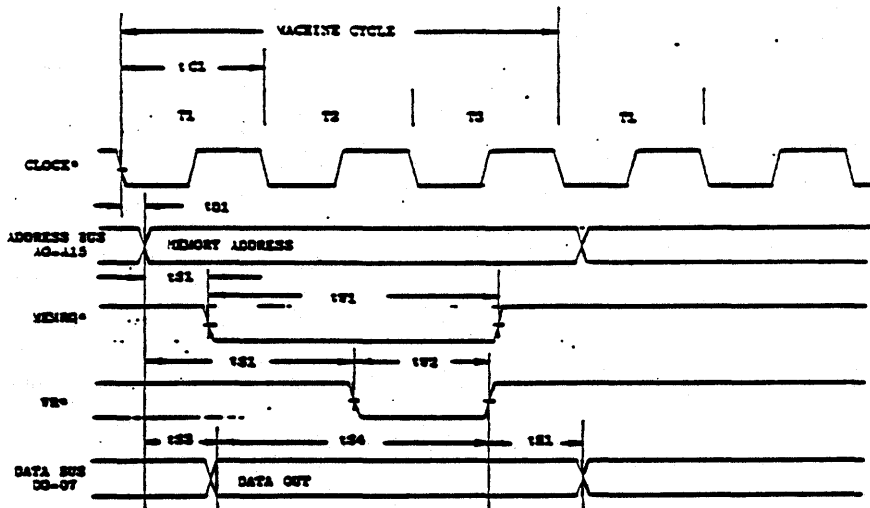 MACHINE CYCLE
tC1
T1 T2 T3 T1
CLOCK*
tD1
ADDRESS BUS
A0-A15
MEMORY ADDRESS
tS1
tW1
MEMRQ*
tS1 tW2
WR*
tS3 tS4 tH1
DATA BUS
D0-D7
DATA OUT